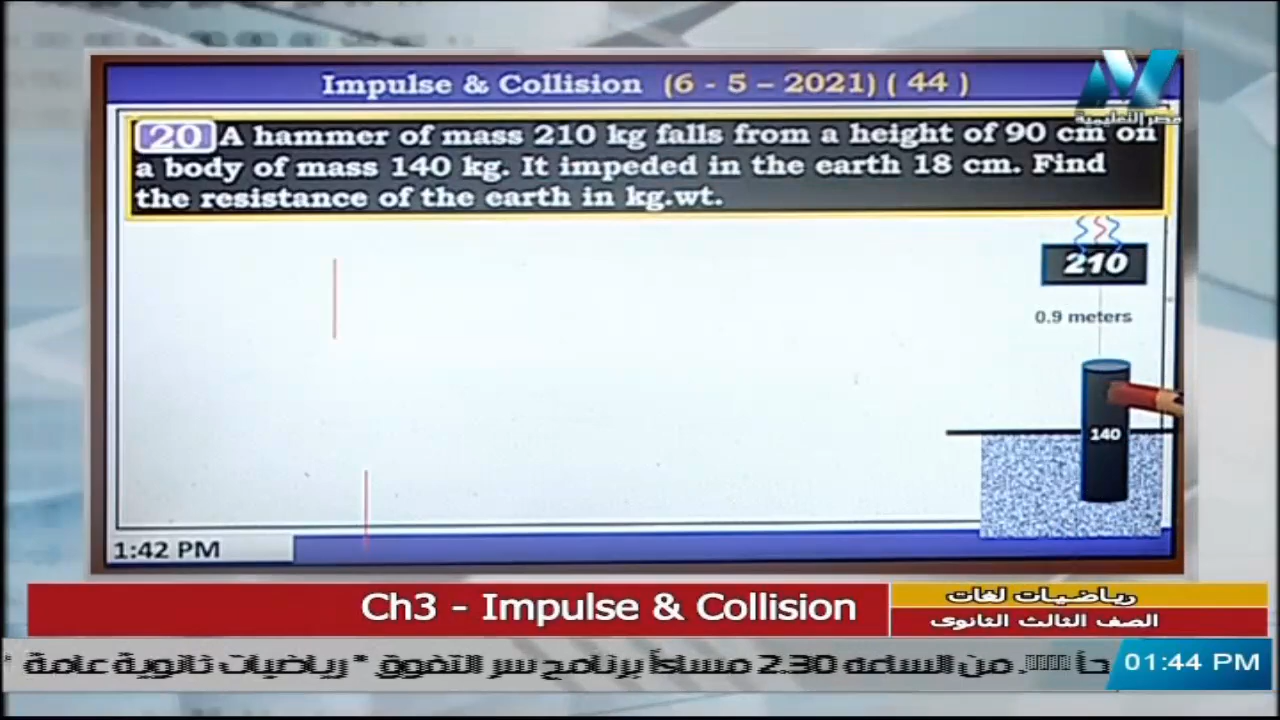 Impulse & Collision (6 - 5 – 2021) ( 44 )
مصر التعليمية
20 A hammer of mass 210 kg falls from a height of 90 cm on
a body of mass 140 kg. It impeded in the earth 18 cm. Find
the resistance of the earth in kg.wt.
210
0.9 meters
140
1:42 PM
Ch3 - Impulse & Collision
رياضيات لغات
الصف الثالث الثانوى
من الساعه 2.30 مساءاً برنامج سر التفوق * رياضيات ثانوية عامة *
01:44 PM